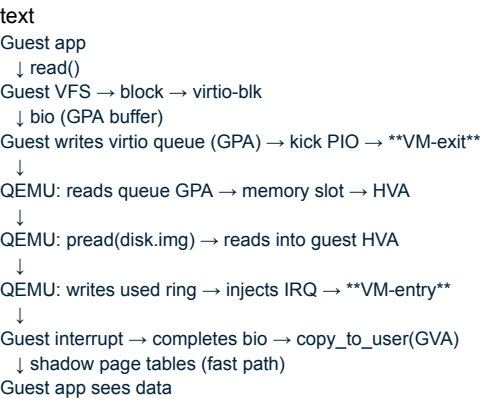 text
Guest app
↓ read()
Guest VFS → block → virtio-blk
↓ bio (GPA buffer)
Guest writes virtio queue (GPA) → kick PIO → **VM-exit**
↓
QEMU: reads queue GPA → memory slot → HVA
↓
QEMU: pread(disk.img) → reads into guest HVA
↓
QEMU: writes used ring → injects IRQ → **VM-entry**
↓
Guest interrupt → completes bio → copy_to_user(GVA)
↓ shadow page tables (fast path)
Guest app sees data